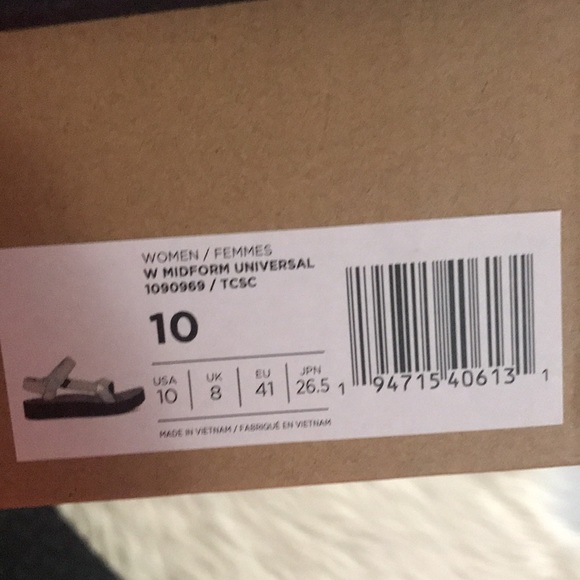 WOMEN / FEMMES
W MIDFORM UNIVERSAL
1090969 / TCSC
10
USA UK EU JPN
10 8 41 26.5
MADE IN VIETNAM / FABRIQUÉ EN VIETNAM
1 94715 40613 1